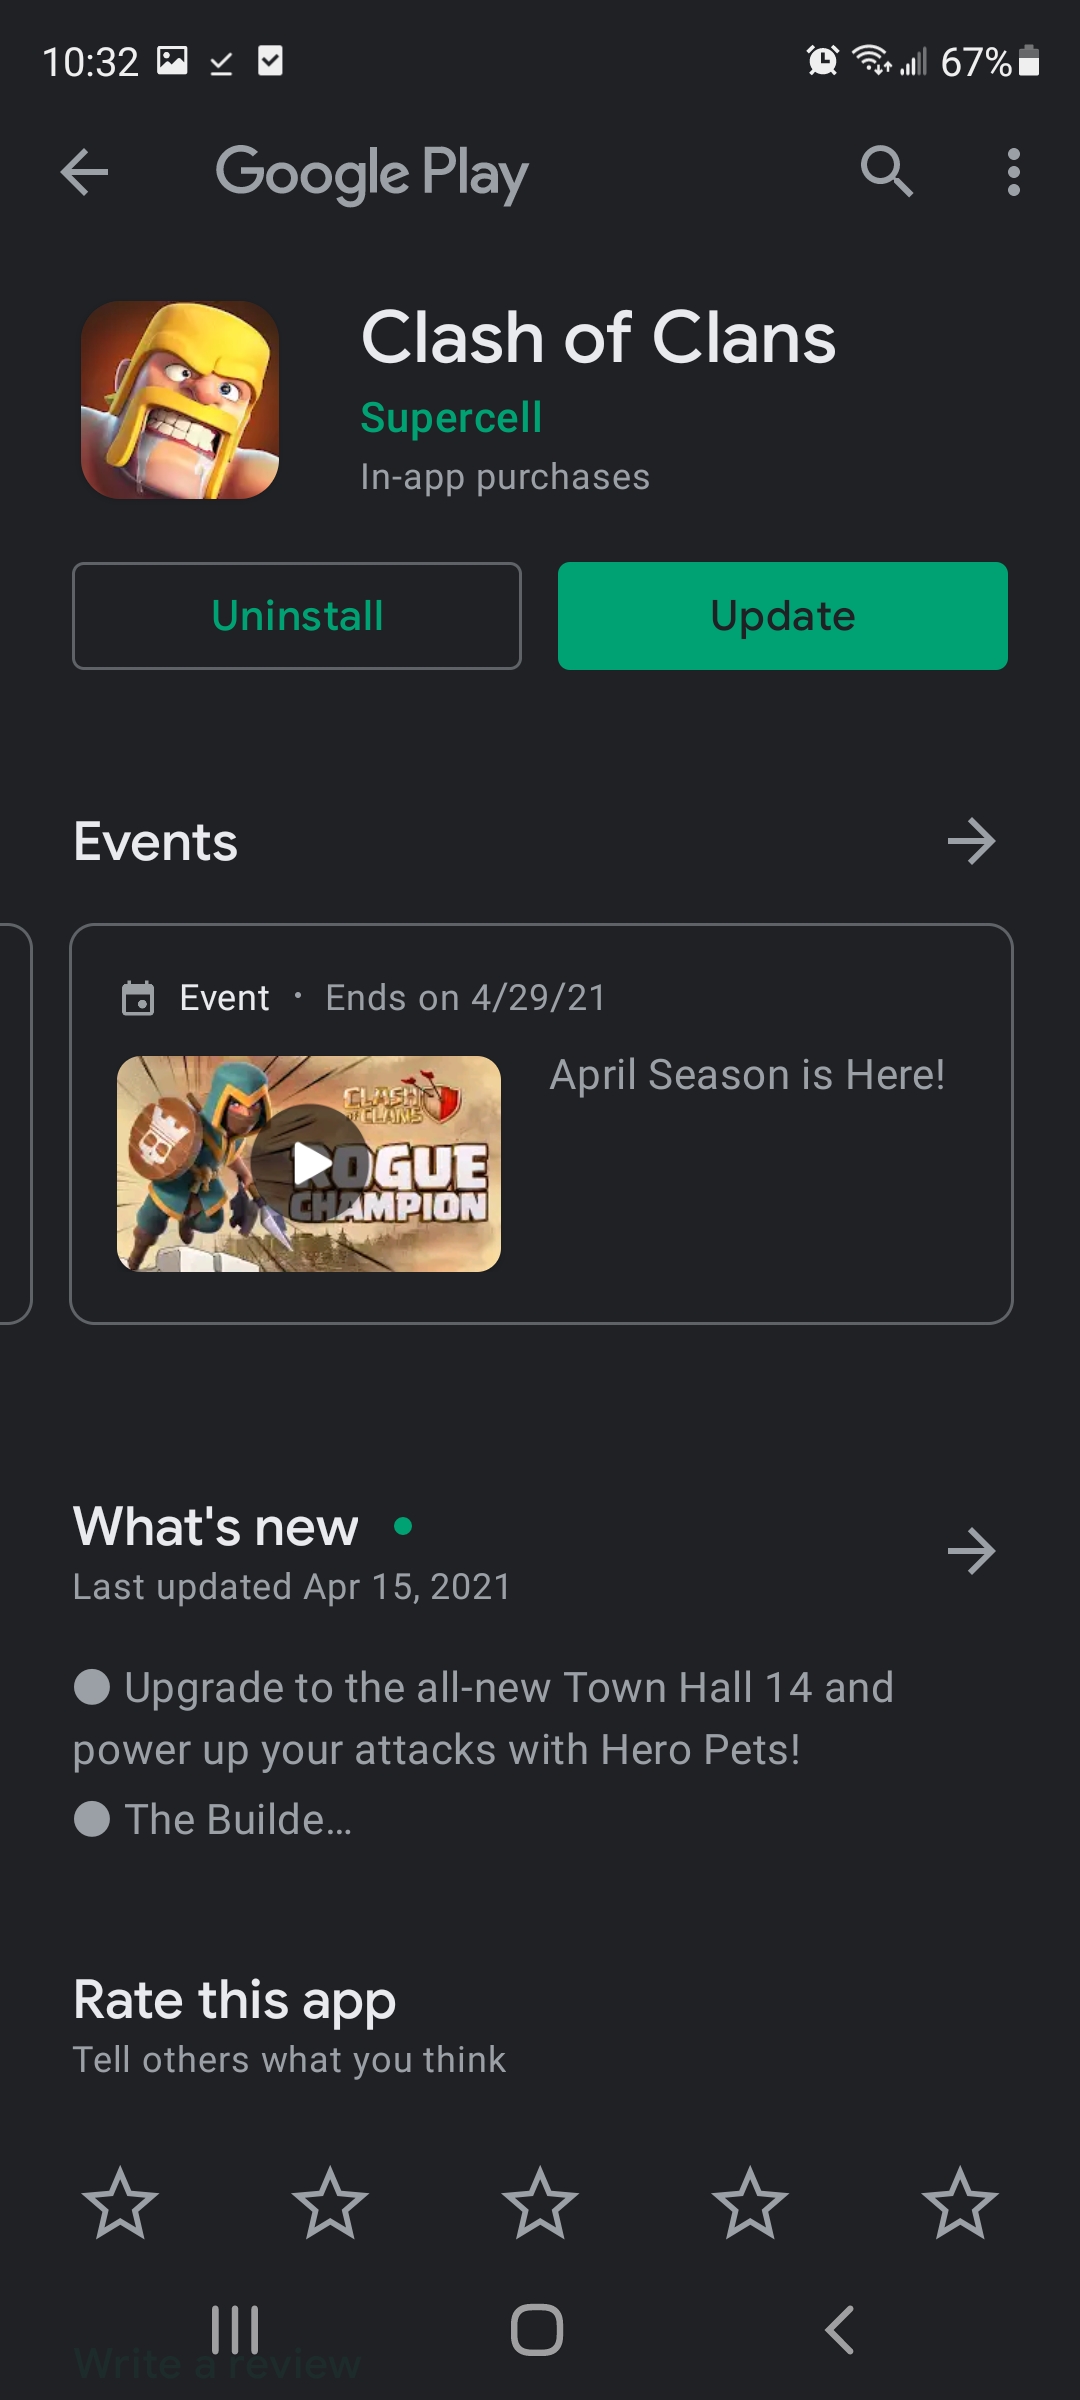 10:32
67%
Google Play
Clash of Clans
Supercell
In-app purchases
Uninstall
Update
Events
Event • Ends on 4/29/21
April Season is Here!
CLASH
OF CLANS
ROGUE
CHAMPION
What's new
Last updated Apr 15, 2021
● Upgrade to the all-new Town Hall 14 and
power up your attacks with Hero Pets!
● The Builde…
Rate this app
Tell others what you think
Write a review